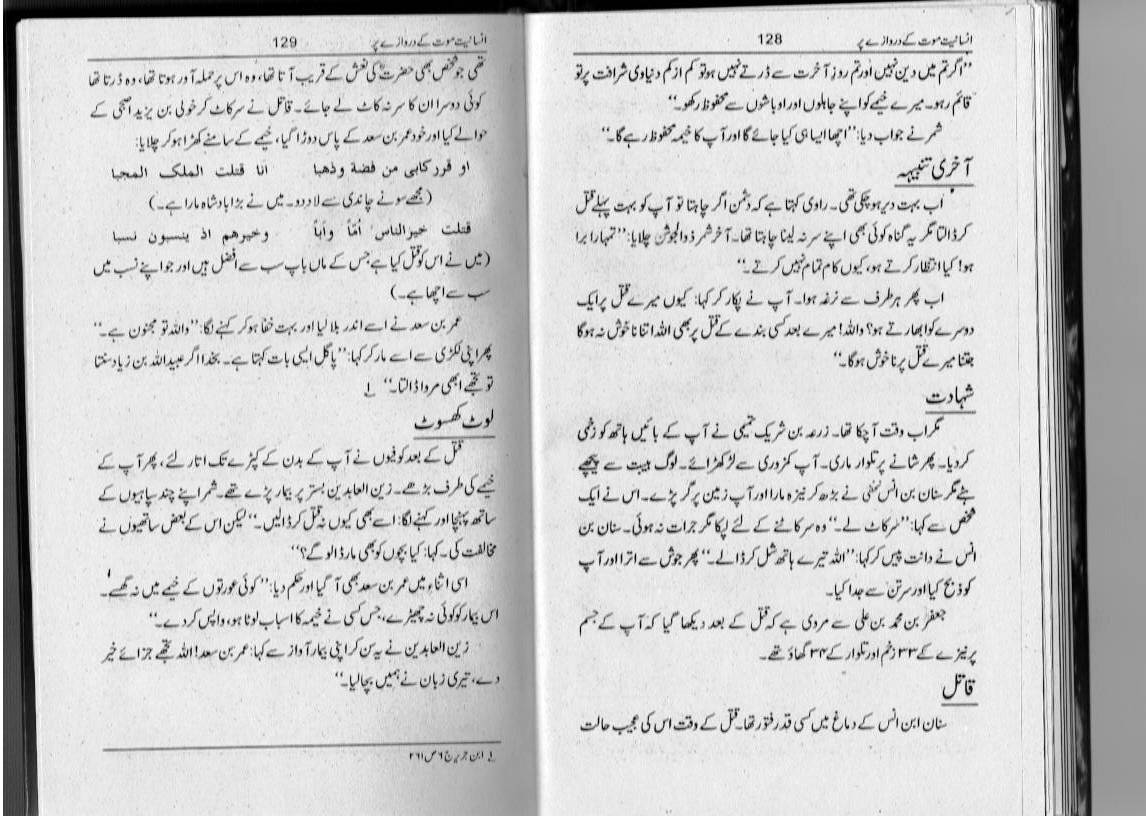 انسانیت موت کے دروازے پر 128
"اگر تم میں دین نہیں اور تم روزِ آخرت سے ڈرتے نہیں ہو تو کم از کم دنیاوی شرافت پر تو
قائم رہو۔ میرے خیمے کو اپنے جاہلوں اور اوباشوں سے محفوظ رکھو۔"
شمر نے جواب دیا: "اچھا ایسا ہی کیا جائے گا اور آپ کا خیمہ محفوظ رہے گا۔"
آخری تنبیہہ
اب بہت دیر ہو چکی تھی۔ راوی کہتا ہے کہ دشمن اگر چاہتا تو آپ کو بہت پہلے قتل
کر ڈالتا مگر یہ گناہ کوئی بھی اپنے سر نہ لینا چاہتا تھا۔ آخر شمر ذوالجوشن چلایا: "تمہارا برا
ہو! کیا انتظار کرتے ہو، کیوں کام تمام نہیں کرتے۔"
اب پھر ہر طرف سے نرغہ ہوا۔ آپ نے پکار کر کہا: کیوں میرے قتل پر ایک
دوسرے کو ابھارتے ہو؟ واللہ! میرے بعد کسی بندے کے قتل پر بھی اللہ اتنا ناخوش نہ ہوگا
جتنا میرے قتل پر ناخوش ہوگا۔"
شہادت
مگر اب وقت آچکا تھا۔ زرعہ بن شریک تمیمی نے آپ کے بائیں ہاتھ کو زخمی
کر دیا۔ پھر شانے پر تلوار ماری۔ آپ کمزوری سے لڑکھڑائے۔ لوگ ہیبت سے پیچھے
ہٹے مگر سنان بن انس نخعی نے بڑھ کر نیزہ مارا اور آپ زمین پر گر پڑے۔ اس نے ایک
شخص سے کہا: "سر کاٹ لے۔" وہ سر کاٹنے کے لئے لپکا مگر جرات نہ ہوئی۔ سنان بن
انس نے دانت پیس کر کہا: "اللہ تیرے ہاتھ شل کر ڈالے۔" پھر جوش سے اترا اور آپ
کو ذبح کیا اور سر تن سے جدا کیا۔
جعفر بن محمد بن علی سے مروی ہے کہ قتل کے بعد دیکھا گیا کہ آپ کے جسم
پر نیزے کے ۳۳ زخم اور تلوار کے ۳۴ گھاؤ تھے۔
قاتل
سنان ابن انس کے دماغ میں کسی قدر فتور تھا۔ قتل کے وقت اس کی عجیب حالت
انسانیت موت کے دروازے پر 129
تھی جو شخص بھی حضرتؓ کی نعش کے قریب آتا تھا، وہ اس پر حملہ آور ہوتا تھا، وہ ڈرتا تھا
کوئی دوسرا ان کا سر نہ کاٹ لے جائے۔ قاتل نے سر کاٹ کر خولی بن یزید اصبحی کے
حوالے کیا اور خود عمر بن سعد کے پاس دوڑا گیا، خیمے کے سامنے کھڑا ہو کر چلایا:
او قر رکابی من فضة وذھبا انا قتلت الملک المحجبا
(مجھے سونے چاندی سے لاد دو۔ میں نے بڑا بادشاہ مارا ہے۔)
قتلت خیرالناس اُمّاً وأباً وخیرھم اذ ینسبون نسبا
(میں نے اس کو قتل کیا ہے جس کے ماں باپ سب سے افضل ہیں اور جو اپنے نسب میں
سب سے اچھا ہے۔)
عمر بن سعد نے اسے اندر بلا لیا اور بہت خفا ہو کر کہنے لگا: "واللہ تو مجنون ہے۔"
پھر اپنی لکڑی سے اسے مار کر کہا: "پاگل ایسی بات کہتا ہے۔ بخدا اگر عبید اللہ بن زیاد سنتا
تو تجھے ابھی مروا ڈالتا۔" ۱؎
لوٹ کھسوٹ
قتل کے بعد کوفیوں نے آپ کے بدن کے کپڑے تک اتار لئے، پھر آپ کے
خیمے کی طرف بڑھے۔ زین العابدین بستر پر بیمار پڑے تھے۔ شمر اپنے چند سپاہیوں کے
ساتھ پہنچا اور کہنے لگا: اسے بھی کیوں نہ قتل کر ڈالیں۔" لیکن اس کے بعض ساتھیوں نے
مخالفت کی۔ کہا: کیا بچوں کو بھی مار ڈالو گے؟"
اسی اثناء میں عمر بن سعد بھی آ گیا اور حکم دیا: "کوئی عورتوں کے خیمے میں نہ گھسے۔
اس بیمار کو کوئی نہ چھیڑے، جس کسی نے خیمہ کا اسباب لوٹا ہو، واپس کر دے۔"
زین العابدین نے یہ سن کر اپنی بیمار آواز سے کہا: عمر بن سعد! اللہ تجھے جزائے خیر
دے، تیری زبان نے ہمیں بچا لیا۔"
۱؎ ابن جریر ج ۶ ص ۲۶۱